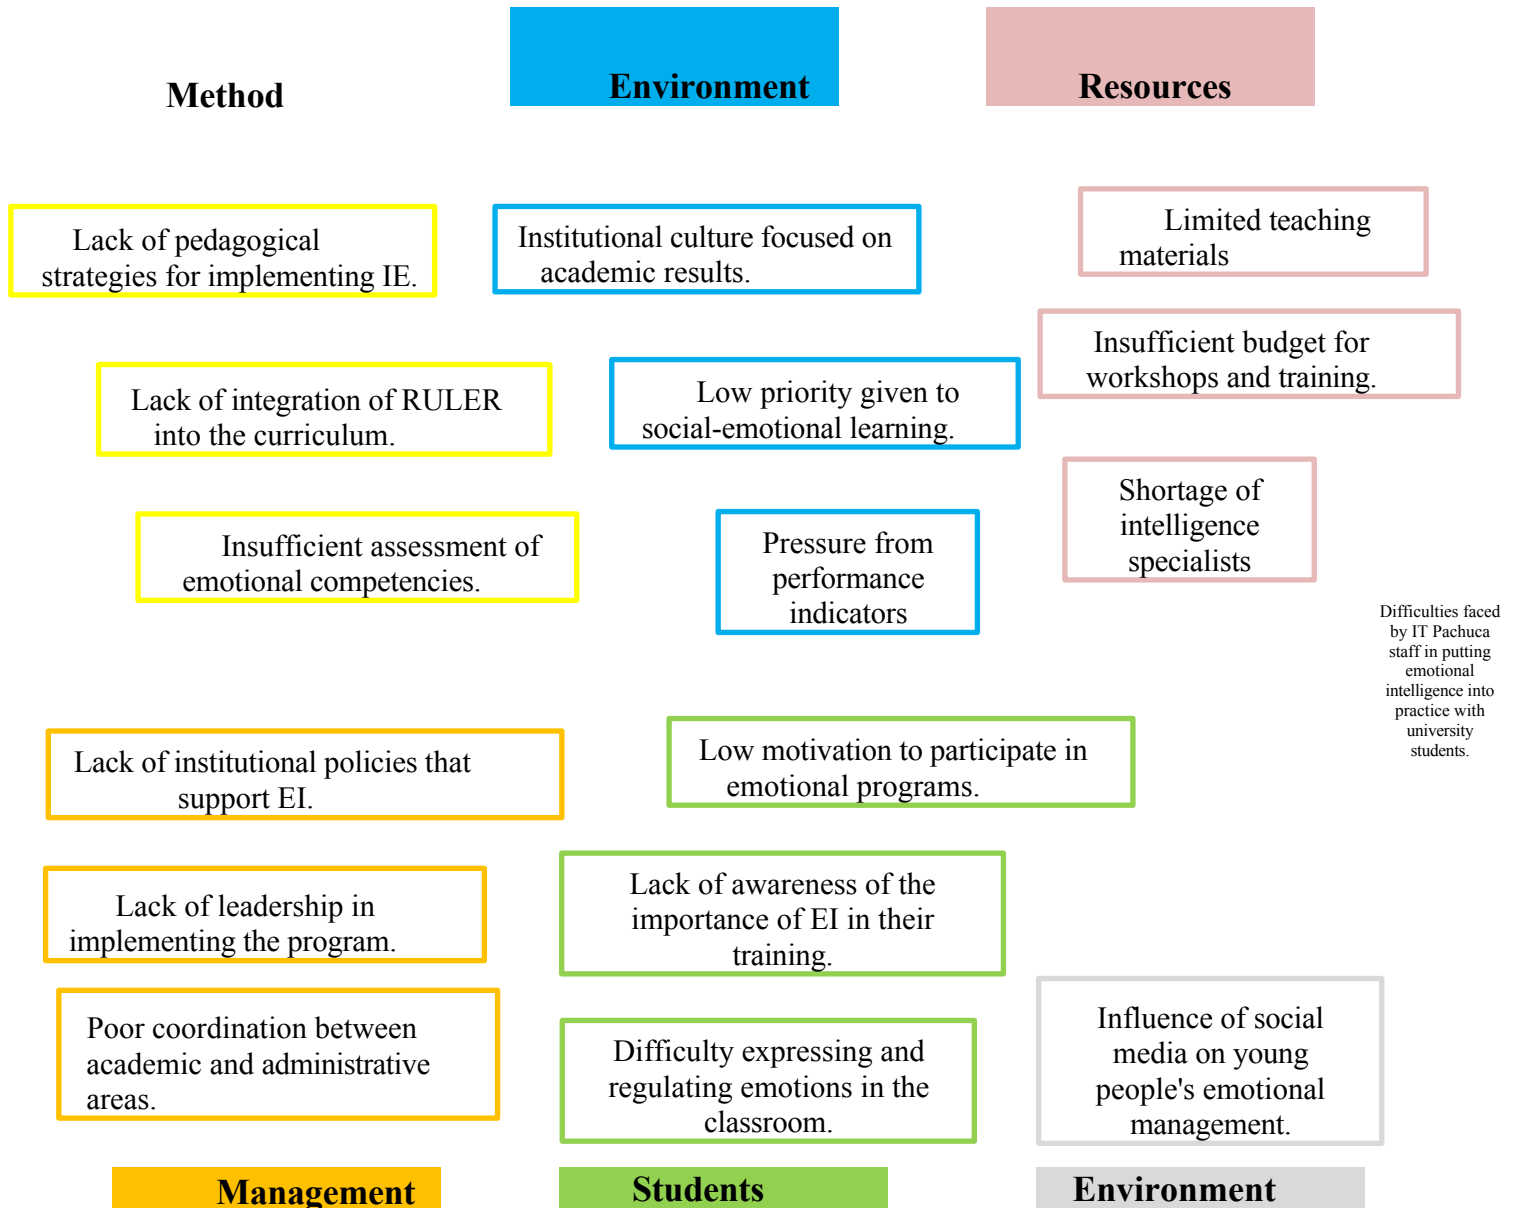 Method
Environment
Resources
Lack of pedagogical
strategies for implementing IE.
Institutional culture focused on
academic results.
Limited teaching
materials
Lack of integration of RULER
into the curriculum.
Low priority given to
social-emotional learning.
Insufficient budget for
workshops and training.
Insufficient assessment of
emotional competencies.
Pressure from
performance
indicators
Shortage of
intelligence
specialists
Difficulties faced
by IT Pachuca
staff in putting
emotional
intelligence into
practice with
university
students.
Lack of institutional policies that
support EI.
Low motivation to participate in
emotional programs.
Lack of leadership in
implementing the program.
Lack of awareness of the
importance of EI in their
training.
Poor coordination between
academic and administrative
areas.
Difficulty expressing and
regulating emotions in the
classroom.
Influence of social
media on young
people's emotional
management.
Management
Students
Environment